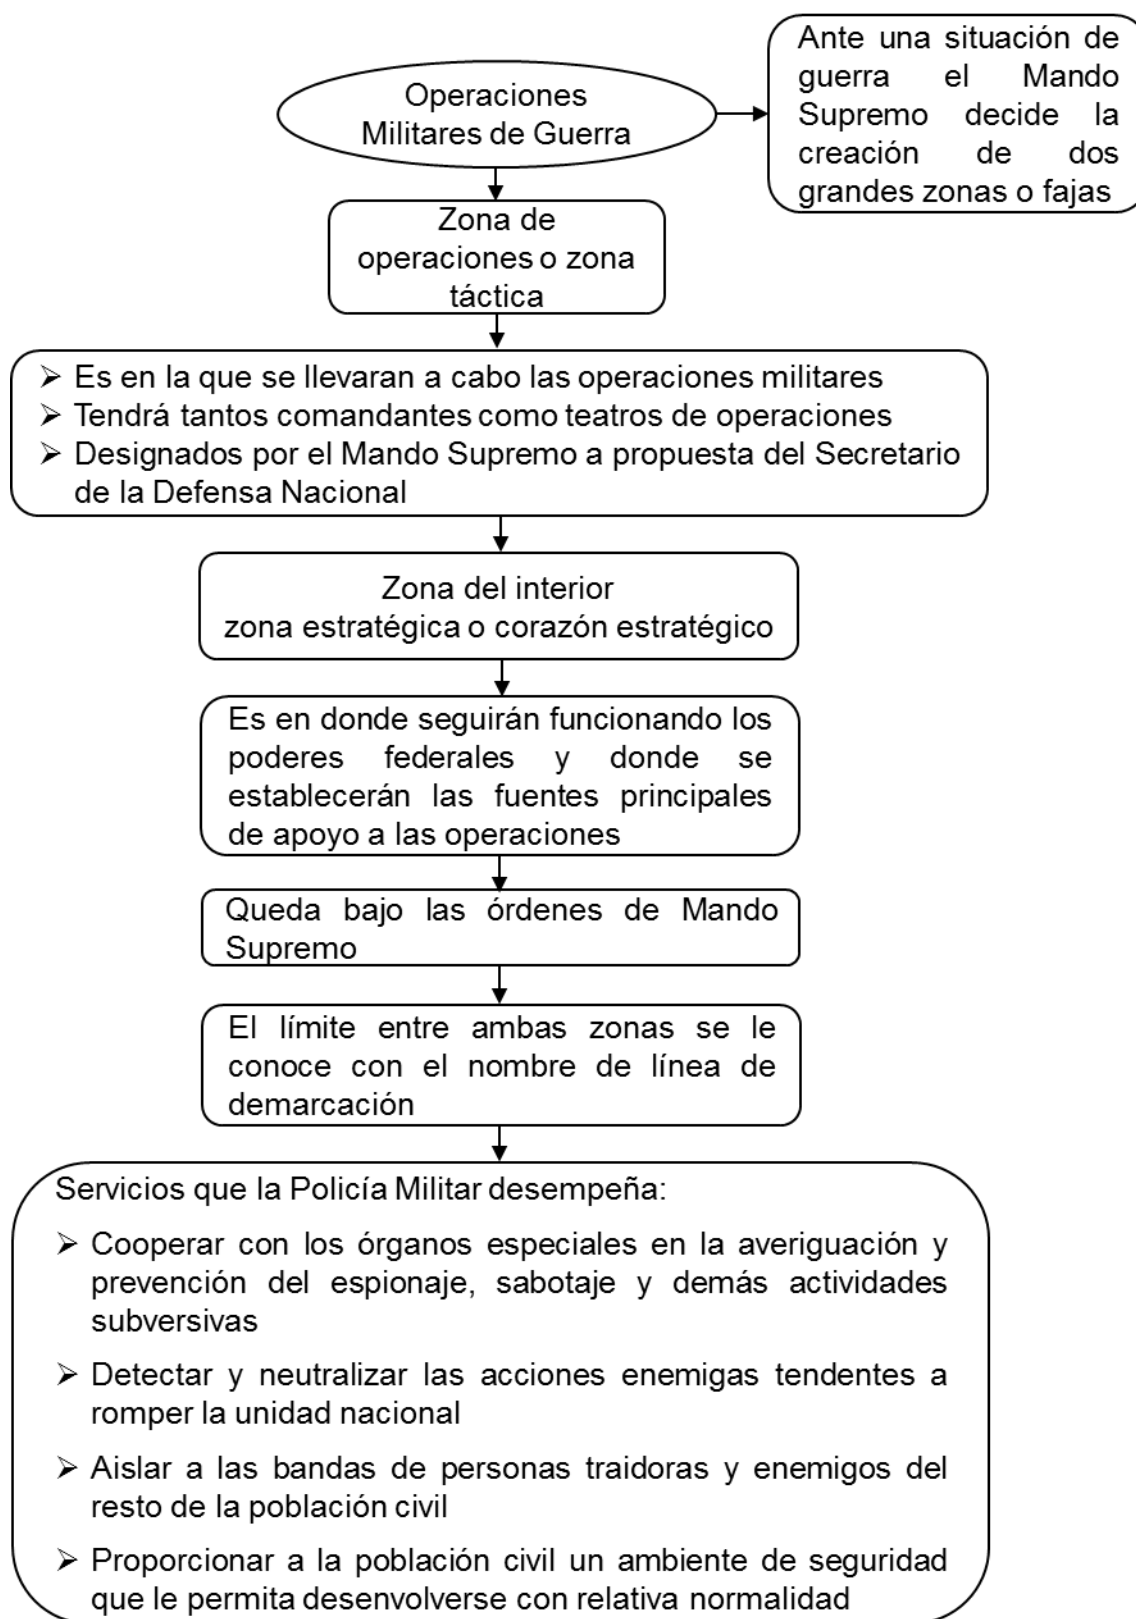 Operaciones
Militares de Guerra
Ante una situación de
guerra el Mando
Supremo decide la
creación de dos
grandes zonas o fajas
Zona de
operaciones o zona
táctica
➢ Es en la que se llevaran a cabo las operaciones militares
➢ Tendrá tantos comandantes como teatros de operaciones
➢ Designados por el Mando Supremo a propuesta del Secretario
de la Defensa Nacional
Zona del interior
zona estratégica o corazón estratégico
Es en donde seguirán funcionando los
poderes federales y donde se
establecerán las fuentes principales
de apoyo a las operaciones
Queda bajo las órdenes de Mando
Supremo
El límite entre ambas zonas se le
conoce con el nombre de línea de
demarcación
Servicios que la Policía Militar desempeña:
➢ Cooperar con los órganos especiales en la averiguación y
prevención del espionaje, sabotaje y demás actividades
subversivas
➢ Detectar y neutralizar las acciones enemigas tendentes a
romper la unidad nacional
➢ Aislar a las bandas de personas traidoras y enemigos del
resto de la población civil
➢ Proporcionar a la población civil un ambiente de seguridad
que le permita desenvolverse con relativa normalidad